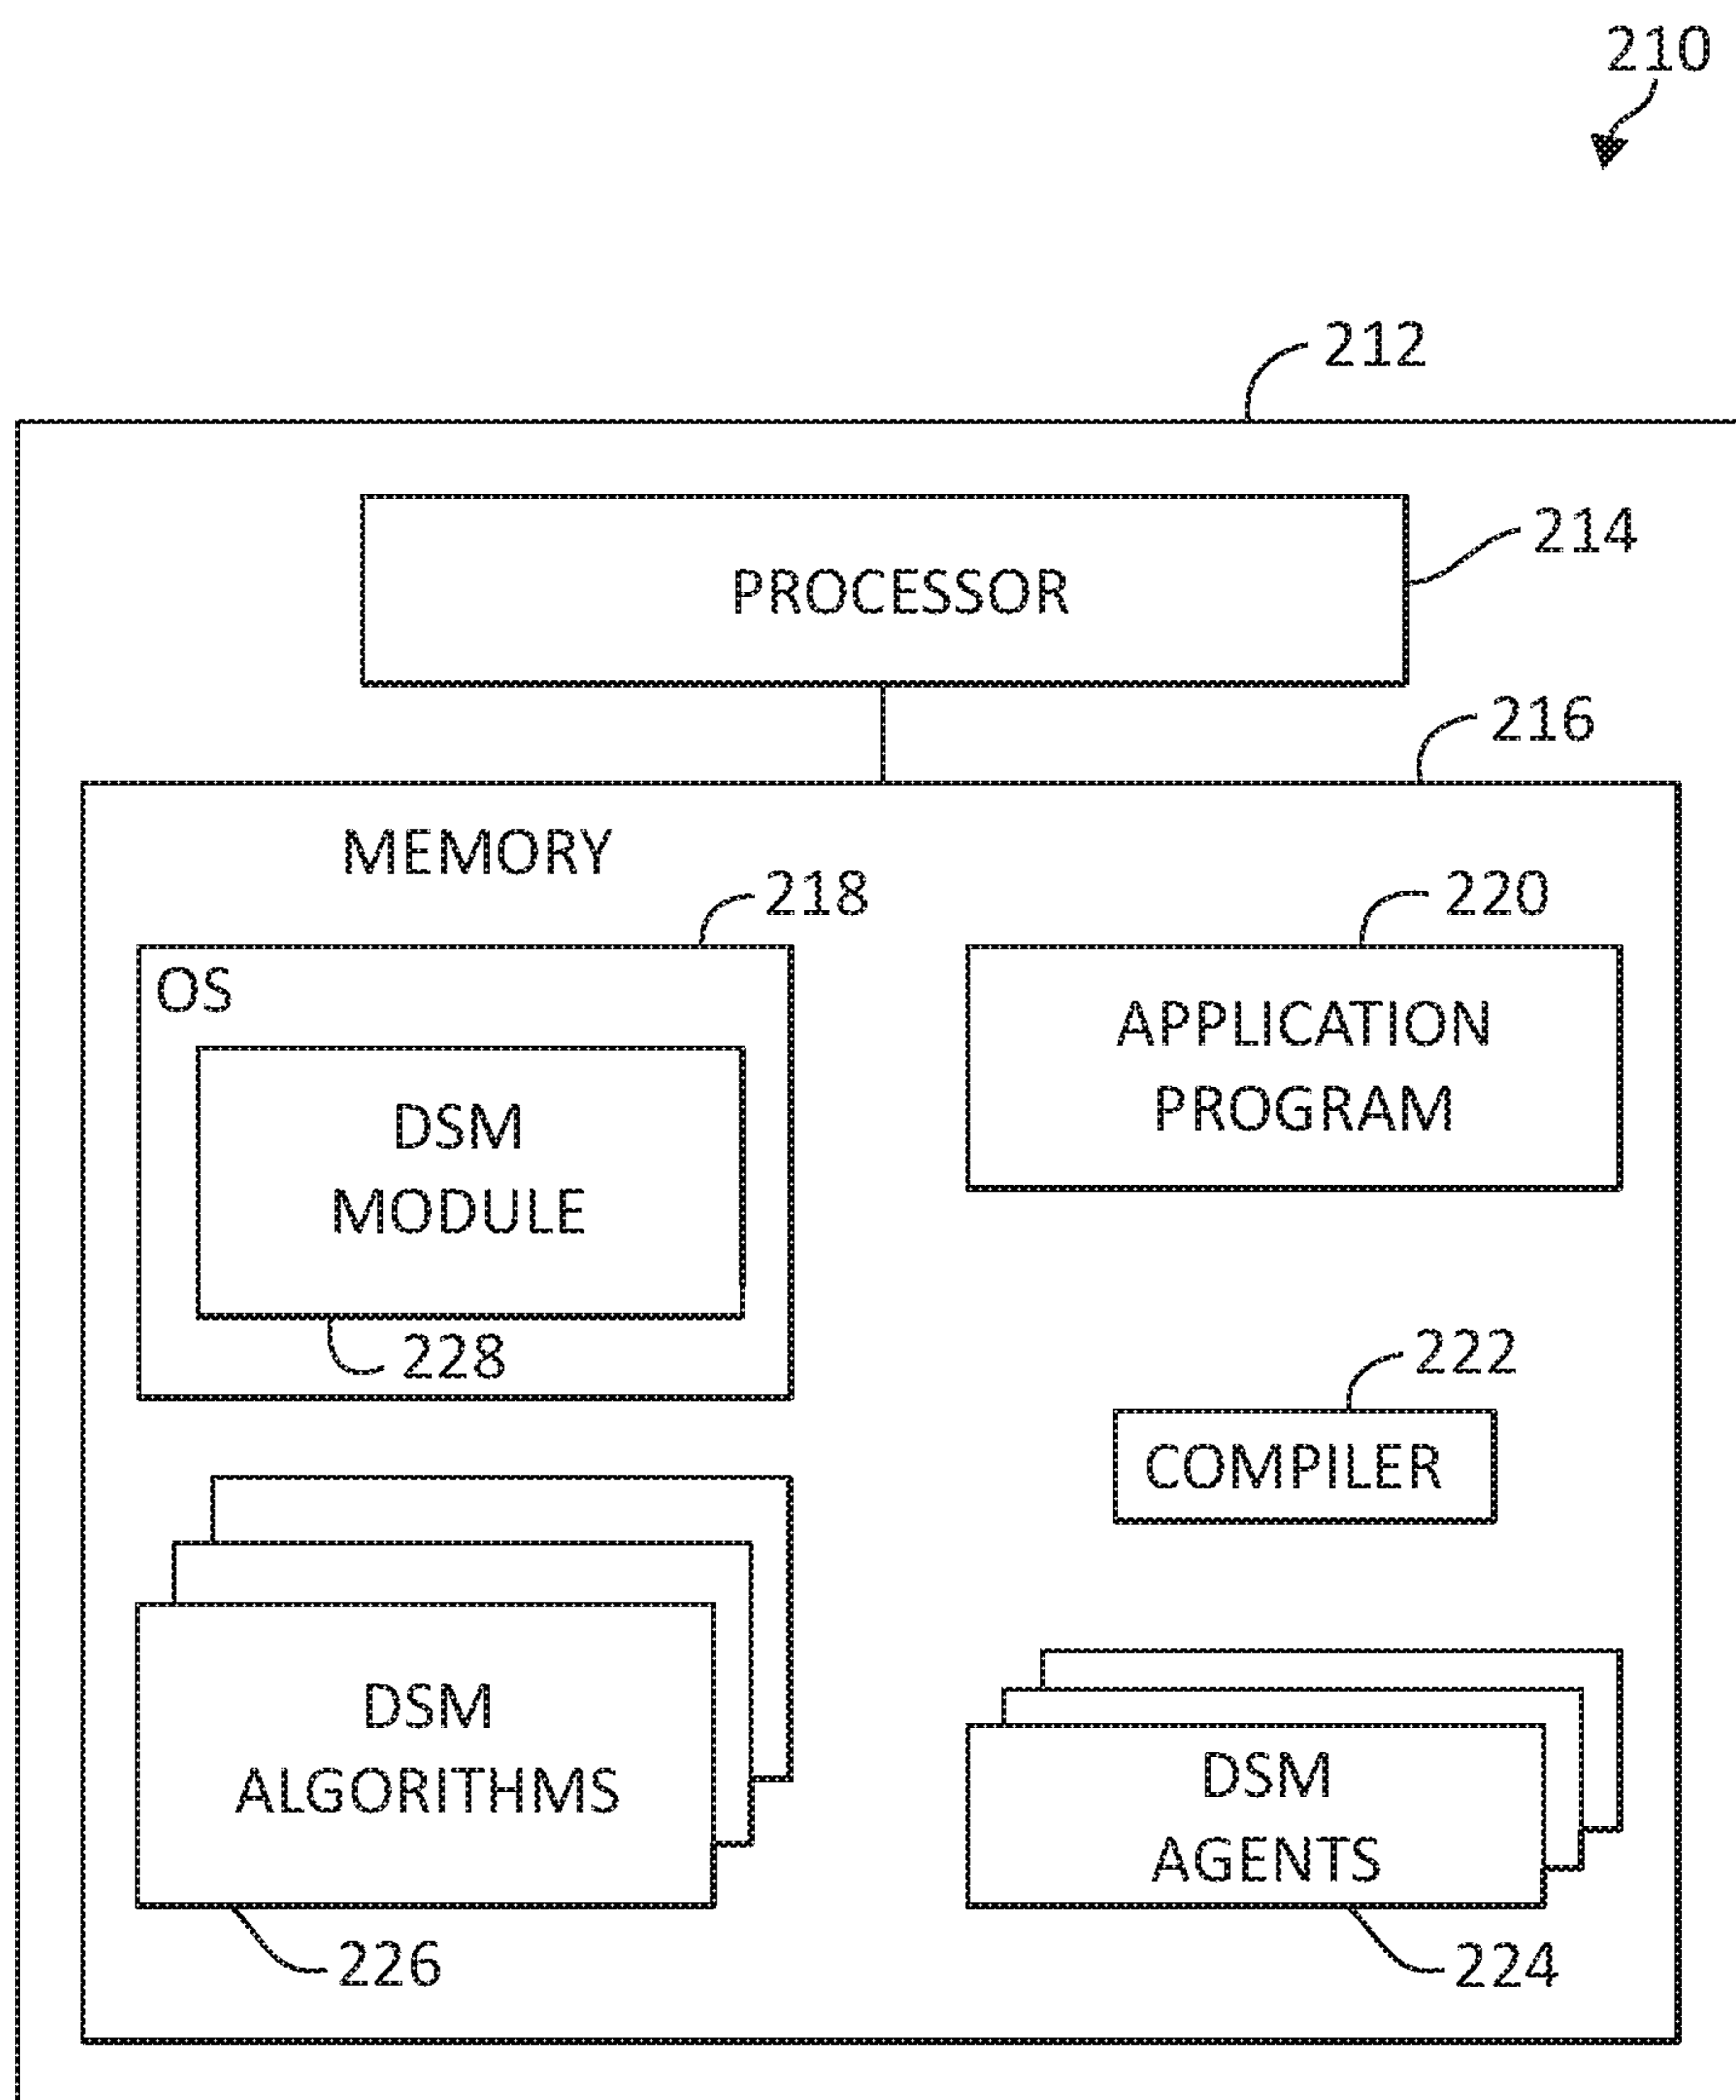 210
212
PROCESSOR
214
216
MEMORY
218
220
OS
APPLICATION
PROGRAM
DSM
MODULE
228
222
COMPILER
DSM
ALGORITHMS
DSM
AGENTS
226
224